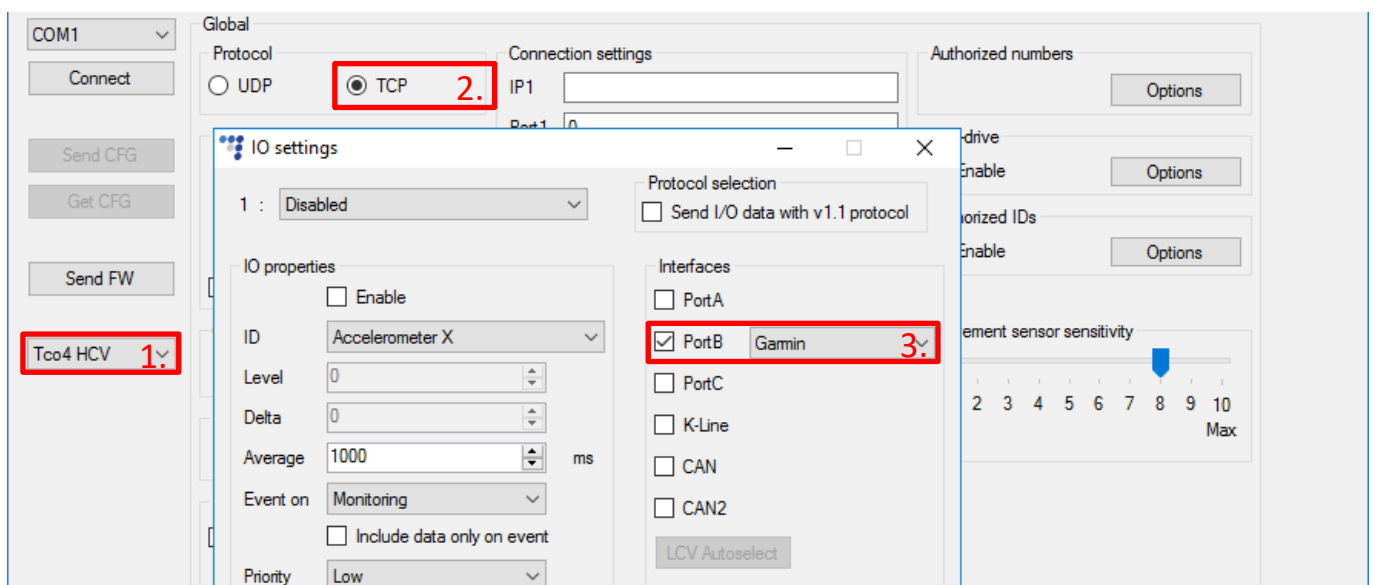 COM1
Connect
Send CFG
Get CFG
Send FW
Tco4 HCV
1.
Global
Protocol
UDP
TCP
2.
Connection settings
IP1
Port1 0
Authorized numbers
Options
-drive
Enable
Options
horized IDs
Enable
Options
ement sensor sensitivity
2 3 4 5 6 7 8 9 10
Max
IO settings
1 : Disabled
Protocol selection
Send I/O data with v1.1 protocol
IO properties
Enable
ID Accelerometer X
Level 0
Delta 0
Average 1000 ms
Event on Monitoring
Include data only on event
Priority Low
Interfaces
PortA
PortB Garmin
3.
PortC
K-Line
CAN
CAN2
LCV Autoselect